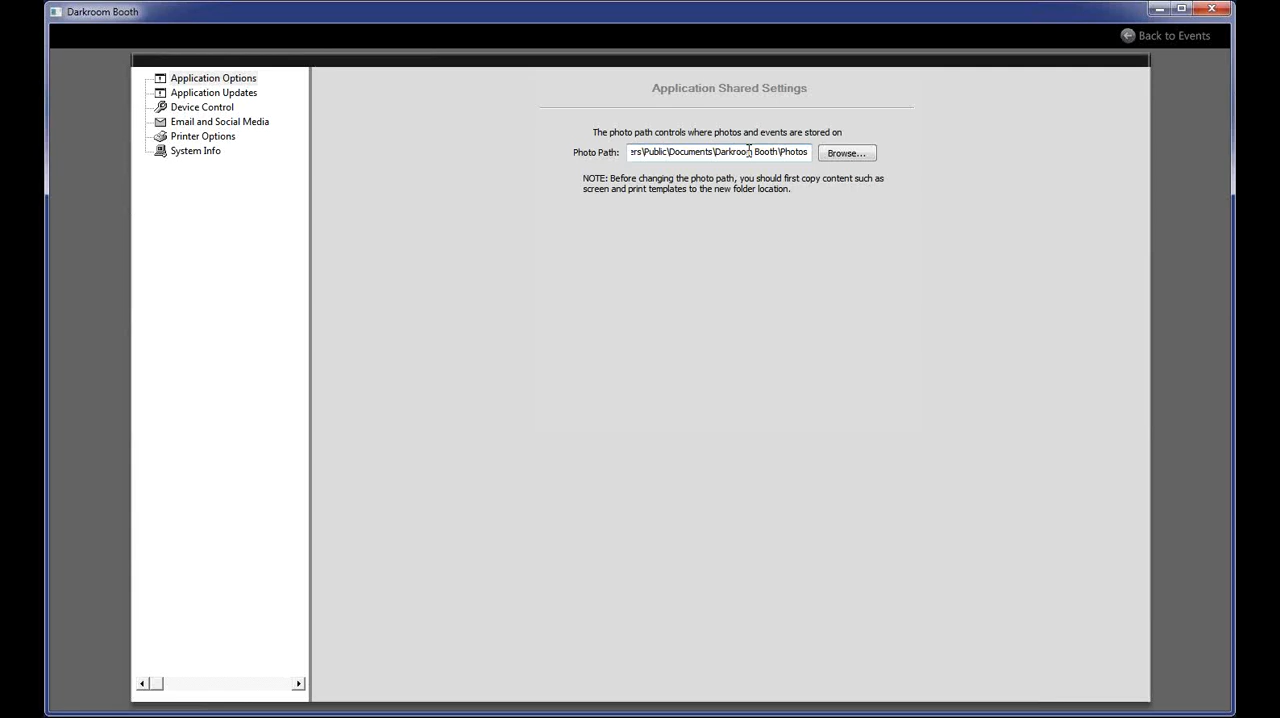 Darkroom Booth
Back to Events
Application Options
Application Updates
Device Control
Email and Social Media
Printer Options
System Info
Application Shared Settings
The photo path controls where photos and events are stored on
Photo Path: ers\Public\Documents\Darkroom Booth\Photos Browse...
NOTE: Before changing the photo path, you should first copy content such as
screen and print templates to the new folder location.